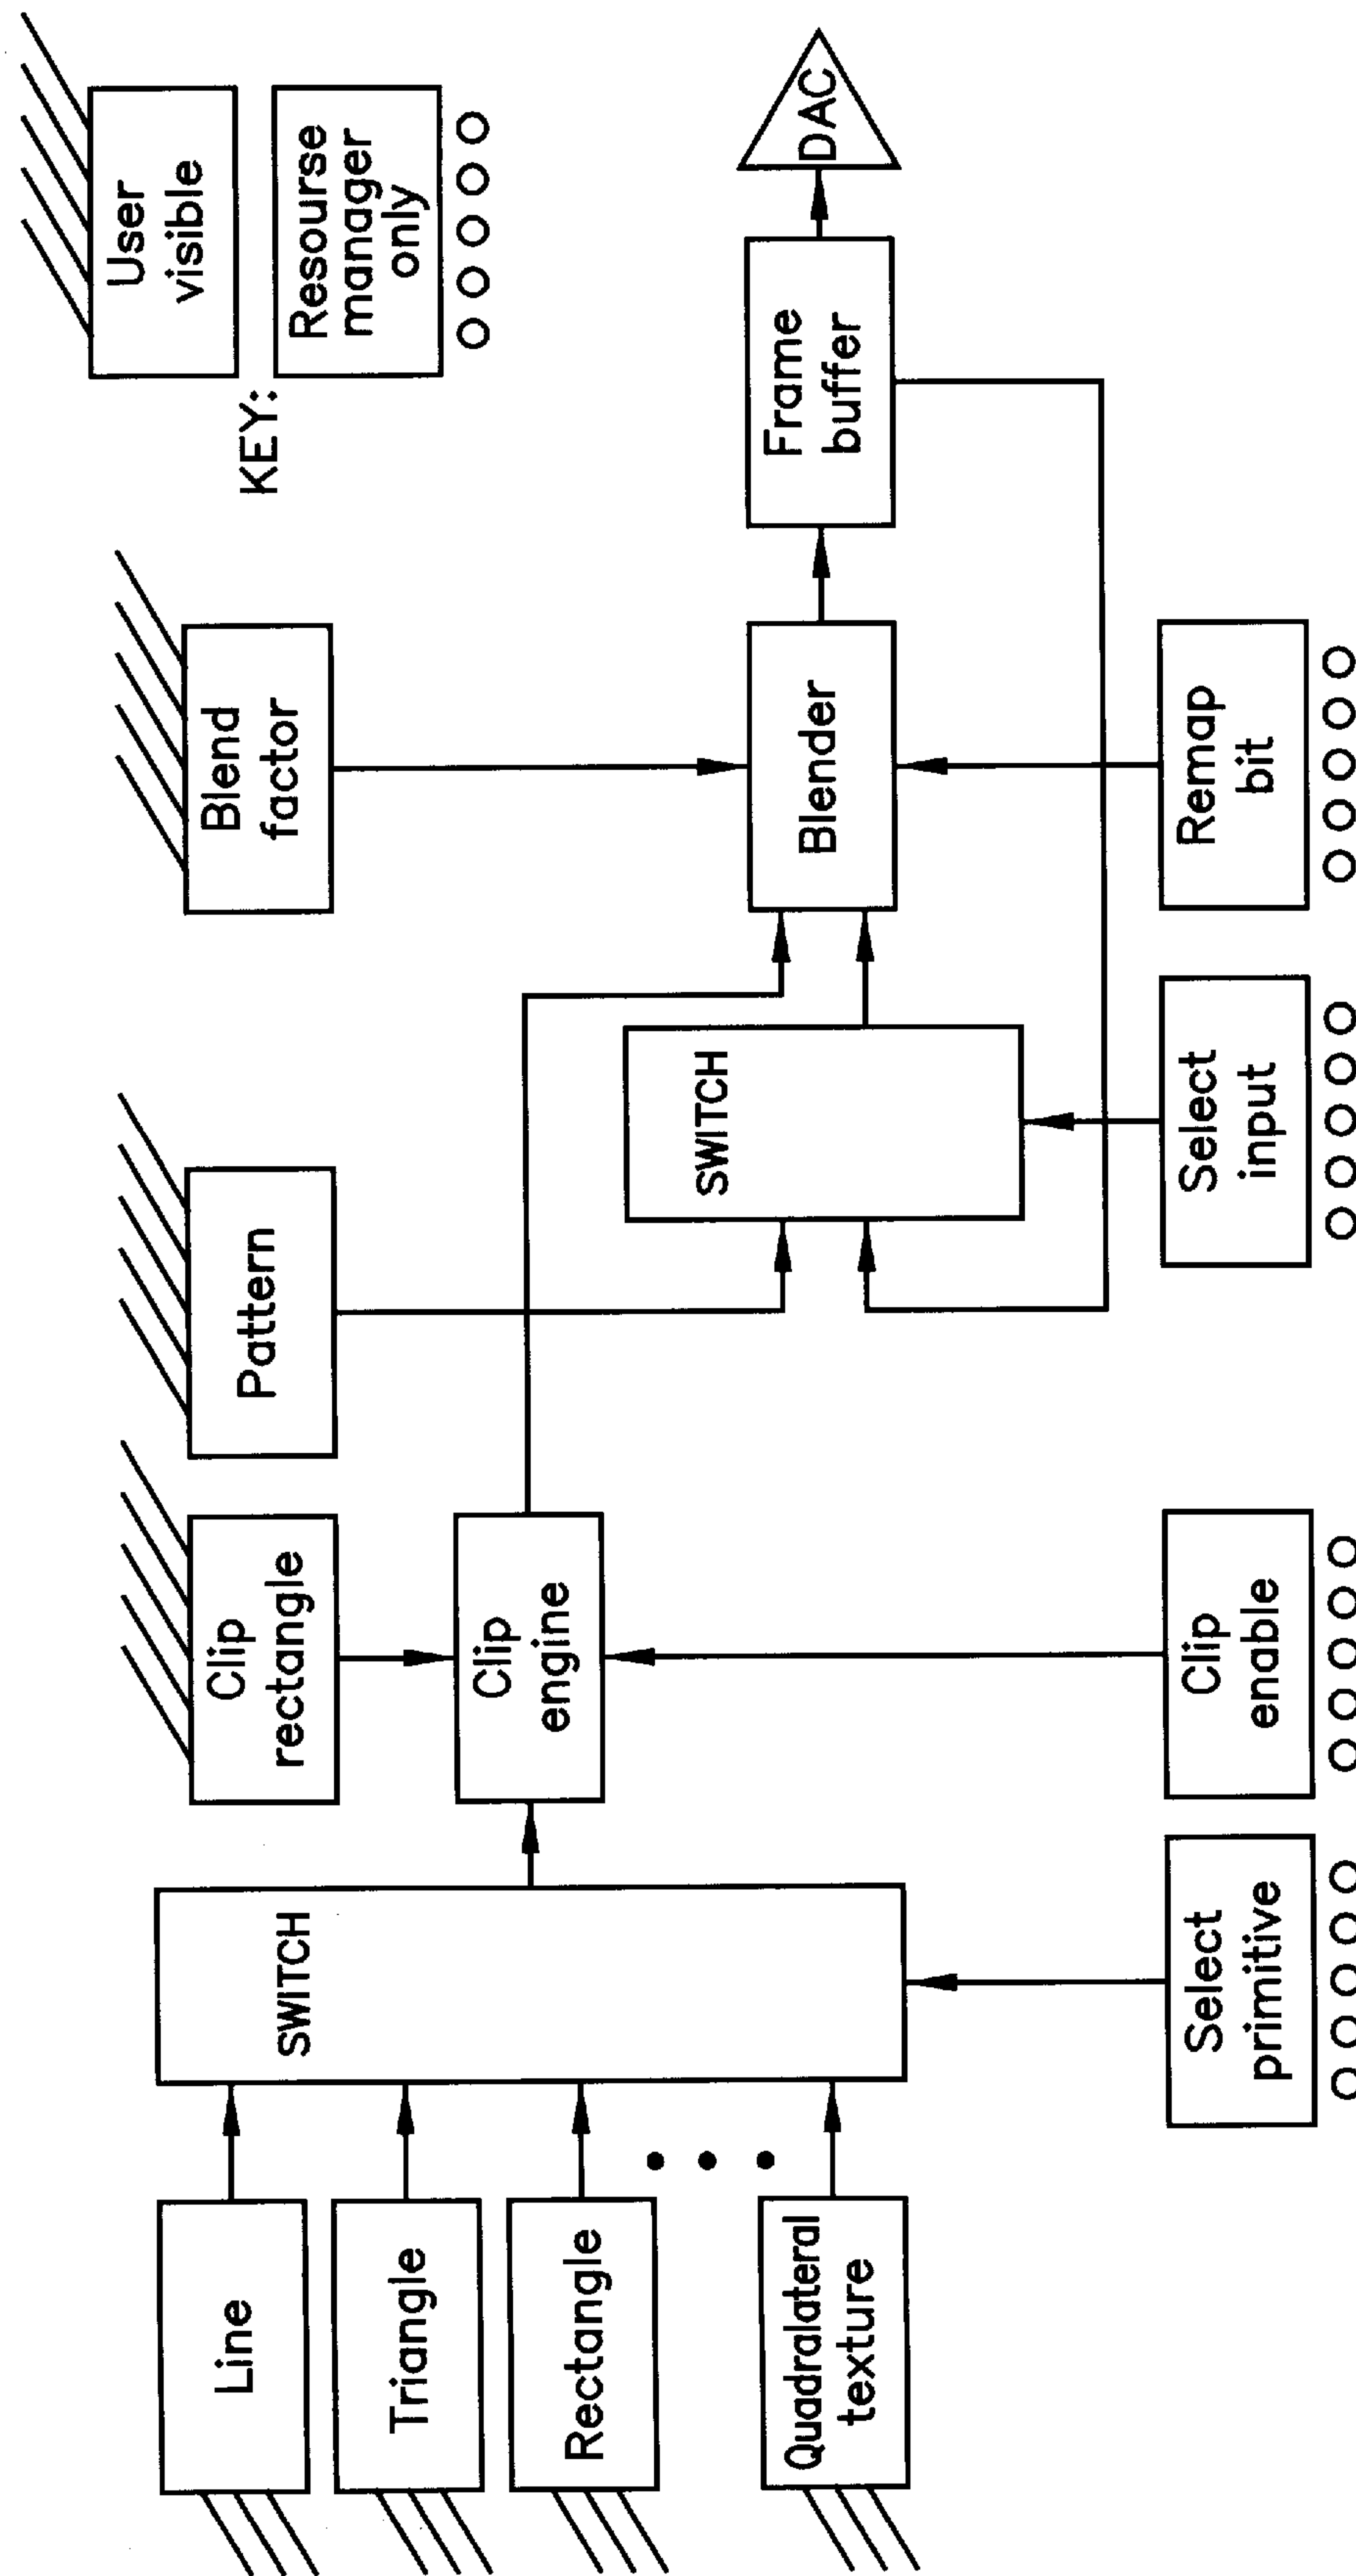 Line
Triangle
Rectangle
Quadralateral
texture
SWITCH
Select
primitive
Clip
rectangle
Clip
engine
Clip
enable
Pattern
SWITCH
Select
input
Blend
factor
Blender
Remap
bit
KEY:
User
visible
Resourse
manager
only
Frame
buffer
DAC